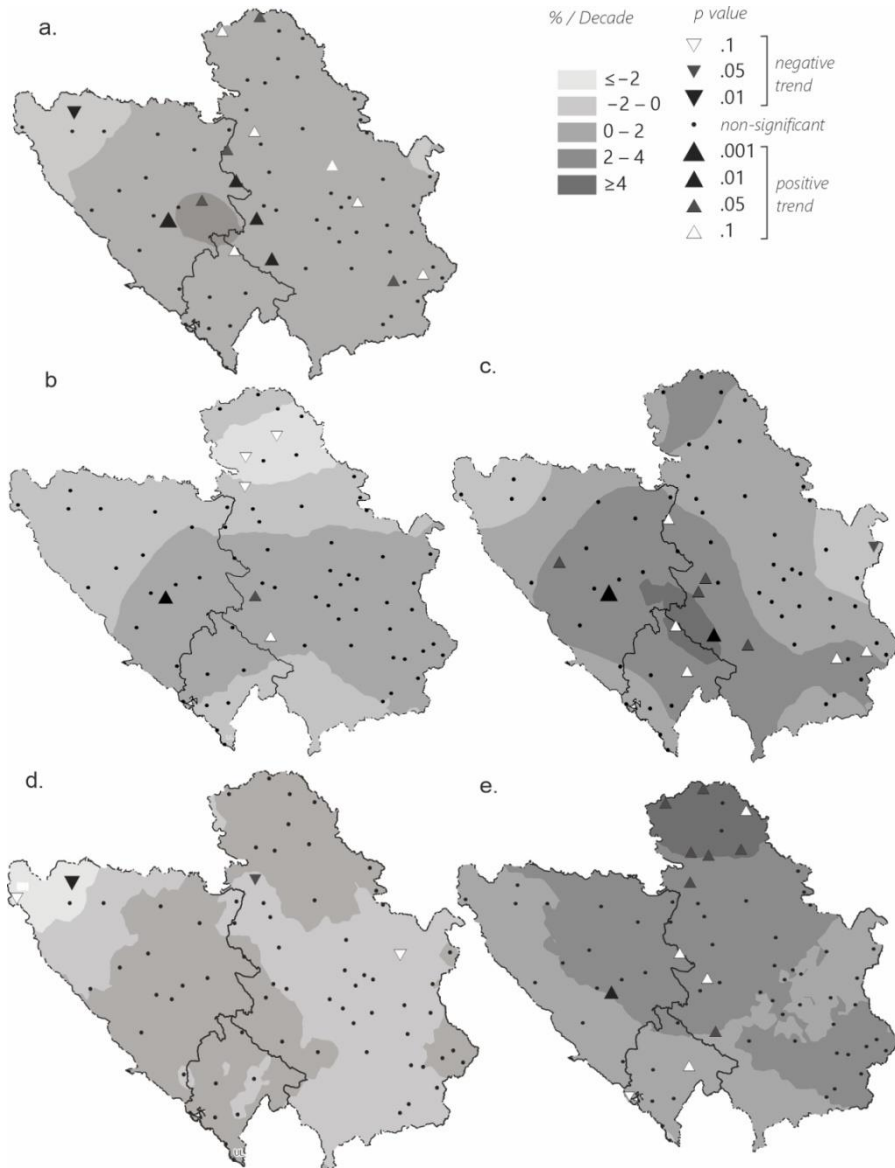 a.
% / Decade
≤−2
−2 – 0
0 – 2
2 – 4
≥4
p value
.1
.05
.01
negative
trend
non-significant
.001
.01
.05
.1
positive
trend
b
c.
d.
e.